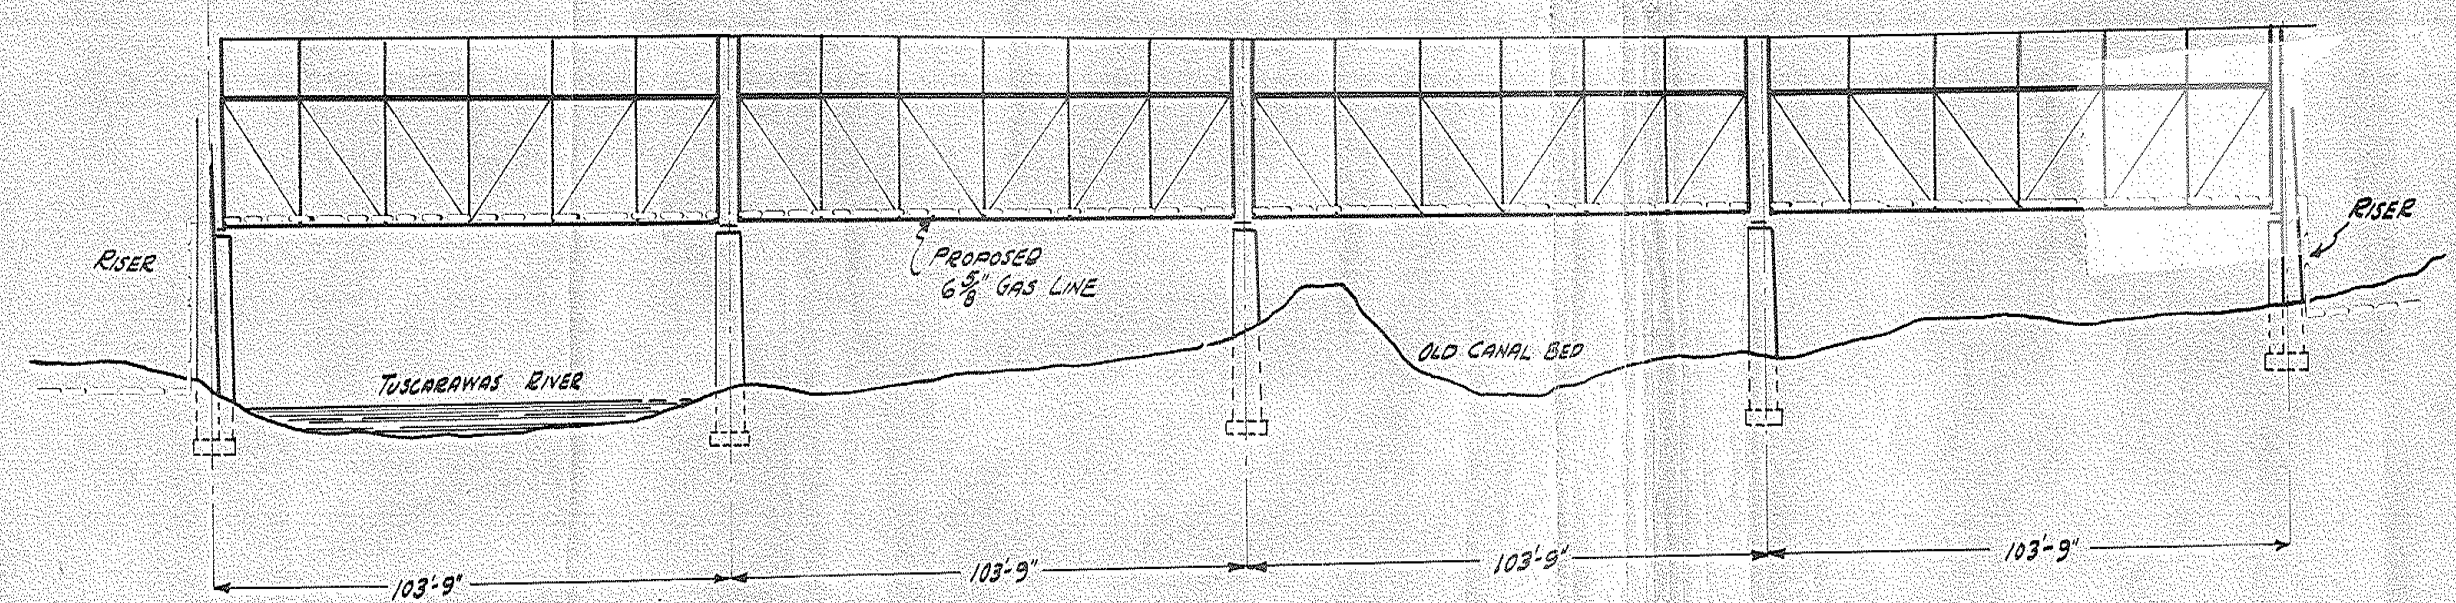 RISER
PROPOSED
6 5/8" GAS LINE
RISER
TUSCARAWAS RIVER
OLD CANAL BED
103'-9"
103'-9"
103'-9"
103'-9"